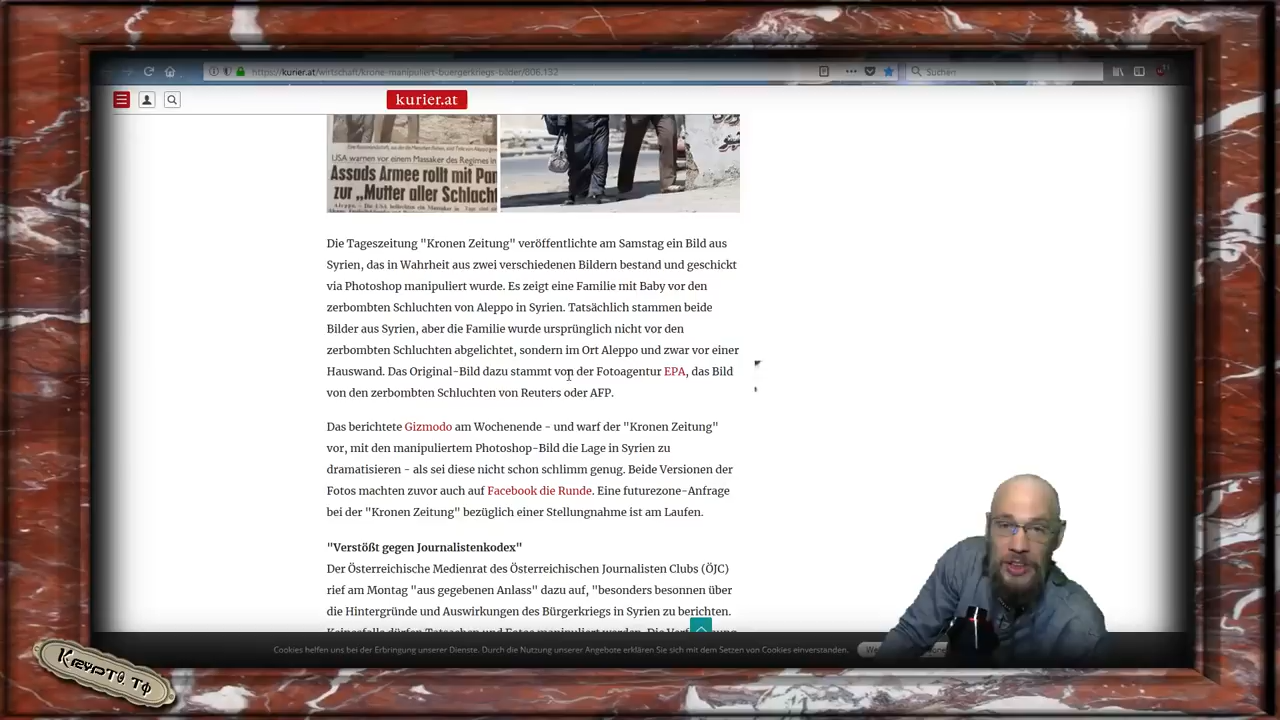 https://kurier.at/wirtschaft/krone-manipuliert-buergerkriegs-bilder/806.132
Suchen
kurier.at
USA warnen vor einem Massaker des Regimes in
Assads Armee rollt mit Pan
zur „Mutter aller Schlacht
Die Tageszeitung "Kronen Zeitung" veröffentlichte am Samstag ein Bild aus
Syrien, das in Wahrheit aus zwei verschiedenen Bildern bestand und geschickt
via Photoshop manipuliert wurde. Es zeigt eine Familie mit Baby vor den
zerbombten Schluchten von Aleppo in Syrien. Tatsächlich stammen beide
Bilder aus Syrien, aber die Familie wurde ursprünglich nicht vor den
zerbombten Schluchten abgelichtet, sondern im Ort Aleppo und zwar vor einer
Hauswand. Das Original-Bild dazu stammt von der Fotoagentur EPA, das Bild
von den zerbombten Schluchten von Reuters oder AFP.
Das berichtete Gizmodo am Wochenende - und warf der "Kronen Zeitung"
vor, mit den manipuliertem Photoshop-Bild die Lage in Syrien zu
dramatisieren - als sei diese nicht schon schlimm genug. Beide Versionen der
Fotos machten zuvor auch auf Facebook die Runde. Eine futurezone-Anfrage
bei der "Kronen Zeitung" bezüglich einer Stellungnahme ist am Laufen.
"Verstößt gegen Journalistenkodex"
Der Österreichische Medienrat des Österreichischen Journalisten Clubs (ÖJC)
rief am Montag "aus gegebenen Anlass" dazu auf, "besonders besonnen über
die Hintergründe und Auswirkungen des Bürgerkriegs in Syrien zu berichten.
Keinesfalls dürfen Tatsachen und Fotos manipuliert werden. Die
Cookies helfen uns bei der Erbringung unserer Dienste. Durch die Nutzung unserer Angebote erklären Sie sich mit dem Setzen von Cookies einverstanden.